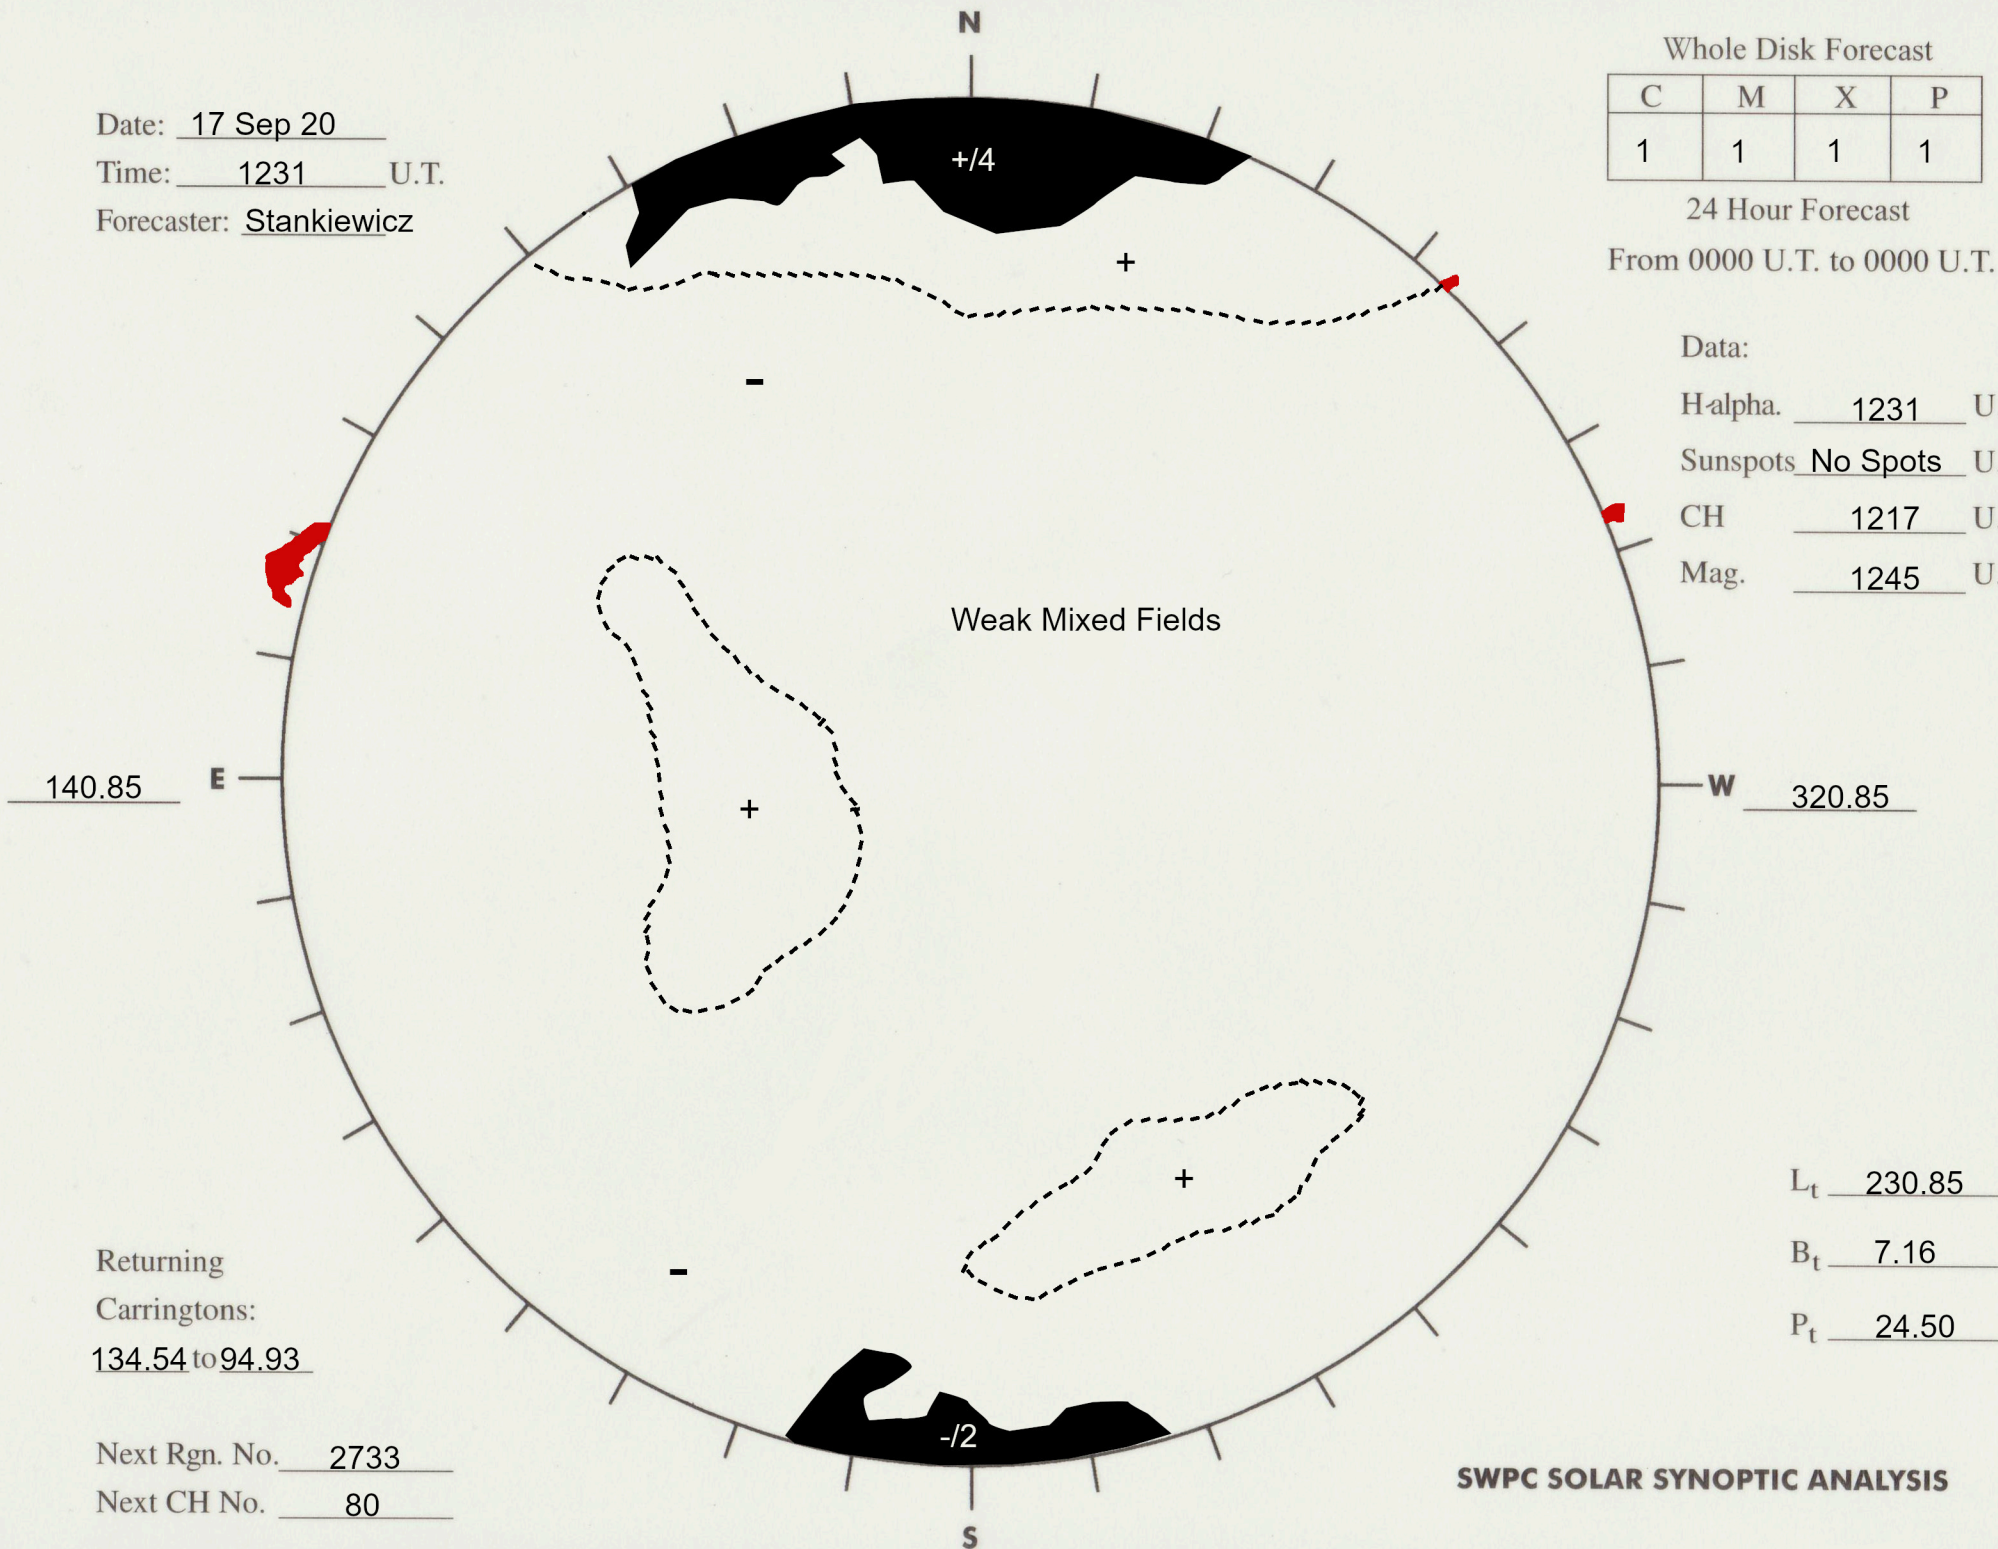 N
Whole Disk Forecast
C M X P
1 1 1 1
24 Hour Forecast
From 0000 U.T. to 0000 U.T.
Date: 17 Sep 20
Time: 1231 U.T.
Forecaster: Stankiewicz
+/4
+
-
Data:
H-alpha. 1231 U
Sunspots No Spots U
CH 1217 U
Mag. 1245 U
Weak Mixed Fields
140.85 E
W 320.85
+
+
-
Lt 230.85
Bt 7.16
Pt 24.50
Returning
Carringtons:
134.54 to 94.93
-/2
Next Rgn. No. 2733
Next CH No. 80
SWPC SOLAR SYNOPTIC ANALYSIS
S